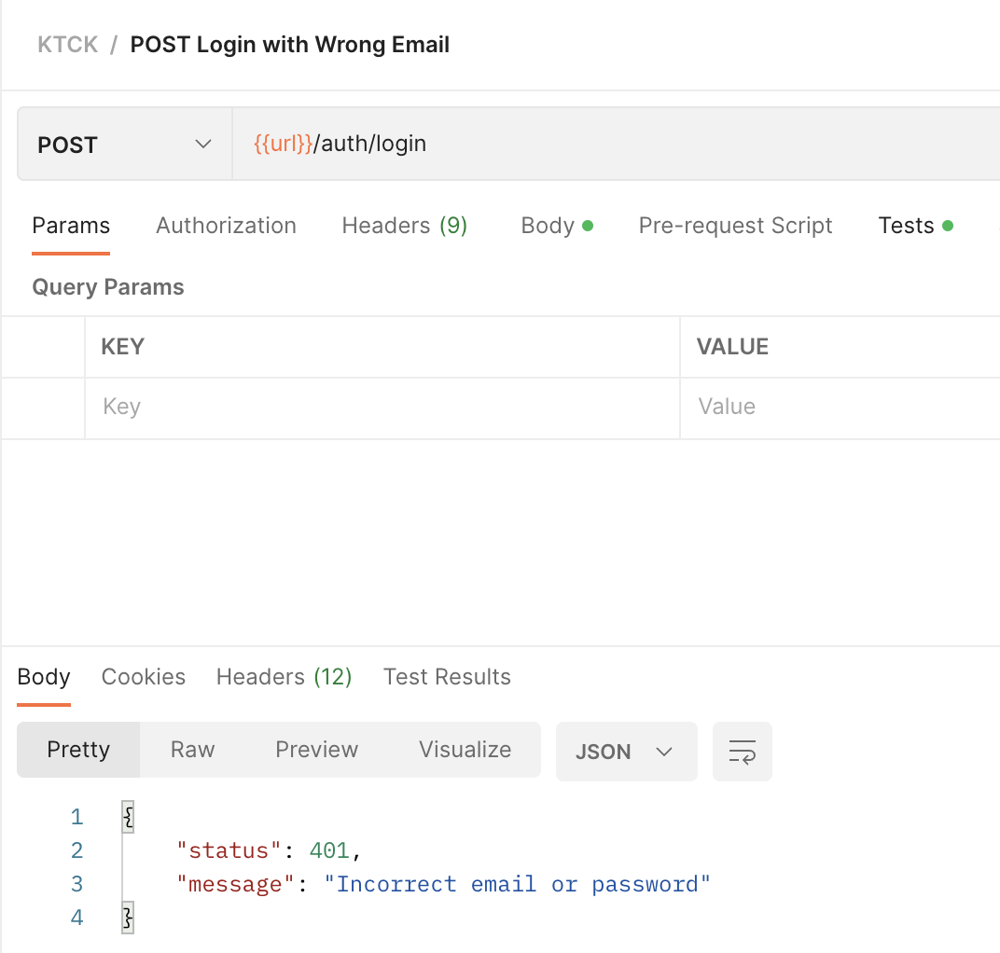 KTCK / POST Login with Wrong Email
POST {{url}}/auth/login
Params Authorization Headers (9) Body Pre-request Script Tests
Query Params
KEY VALUE
Key Value
Body Cookies Headers (12) Test Results
Pretty Raw Preview Visualize JSON
1 {
2 "status": 401,
3 "message": "Incorrect email or password"
4 }